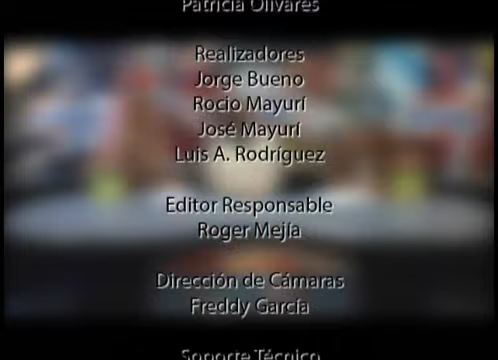 Patricia Olivares
Realizadores
Jorge Bueno
Rocio Mayurí
José Mayurí
Luis A. Rodríguez
Editor Responsable
Roger Mejía
Dirección de Cámaras
Freddy García
Soporte Técnico